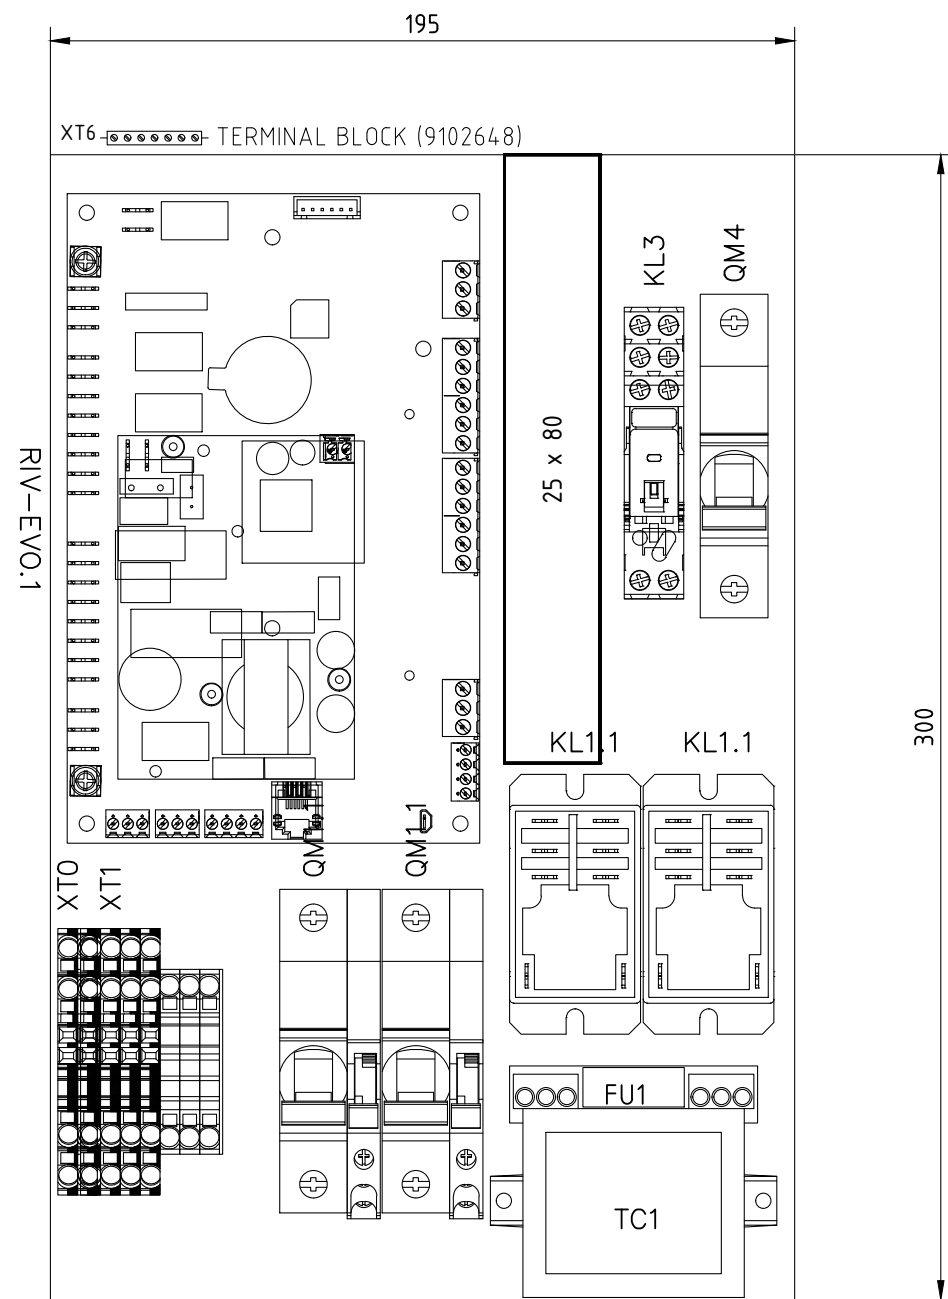 195
XT6 TERMINAL BLOCK (9102648)
KL3
QM4
25 x 80
RIV-EVO.1
300
KL1.1
KL1.1
QM1.1
XT0
XT1
FU1
TC1